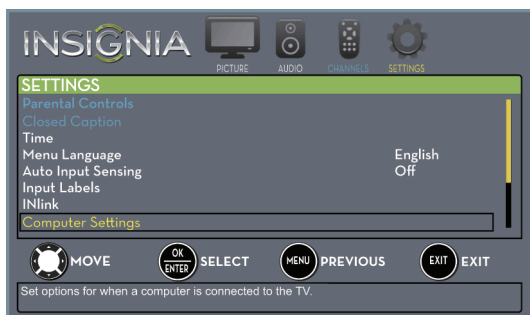 INSIGNIA
PICTURE AUDIO CHANNELS SETTINGS
SETTINGS
Parental Controls
Closed Caption
Time
Menu Language English
Auto Input Sensing Off
Input Labels
INlink
Computer Settings
MOVE OK ENTER SELECT MENU PREVIOUS EXIT EXIT
Set options for when a computer is connected to the TV.